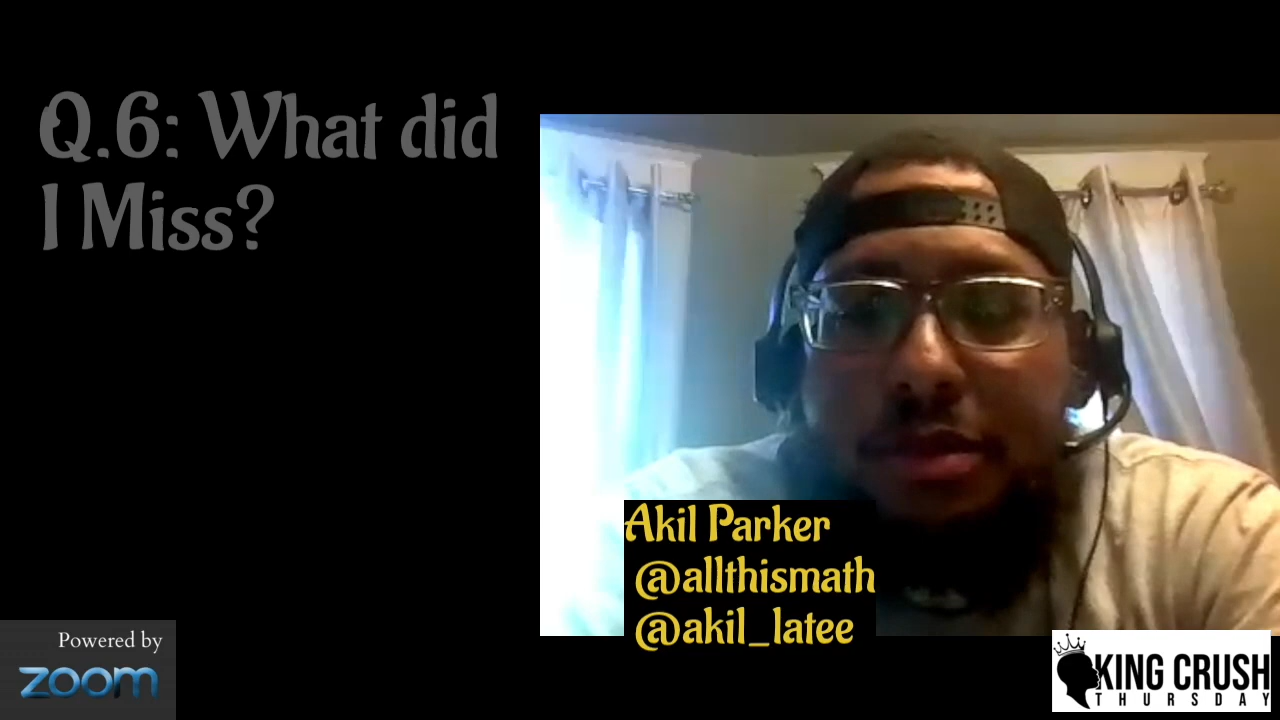 Q.6: What did
I Miss?
Akil Parker
@allthismath
@akil_latee
Powered by
zoom
KING CRUSH
THURSDAY